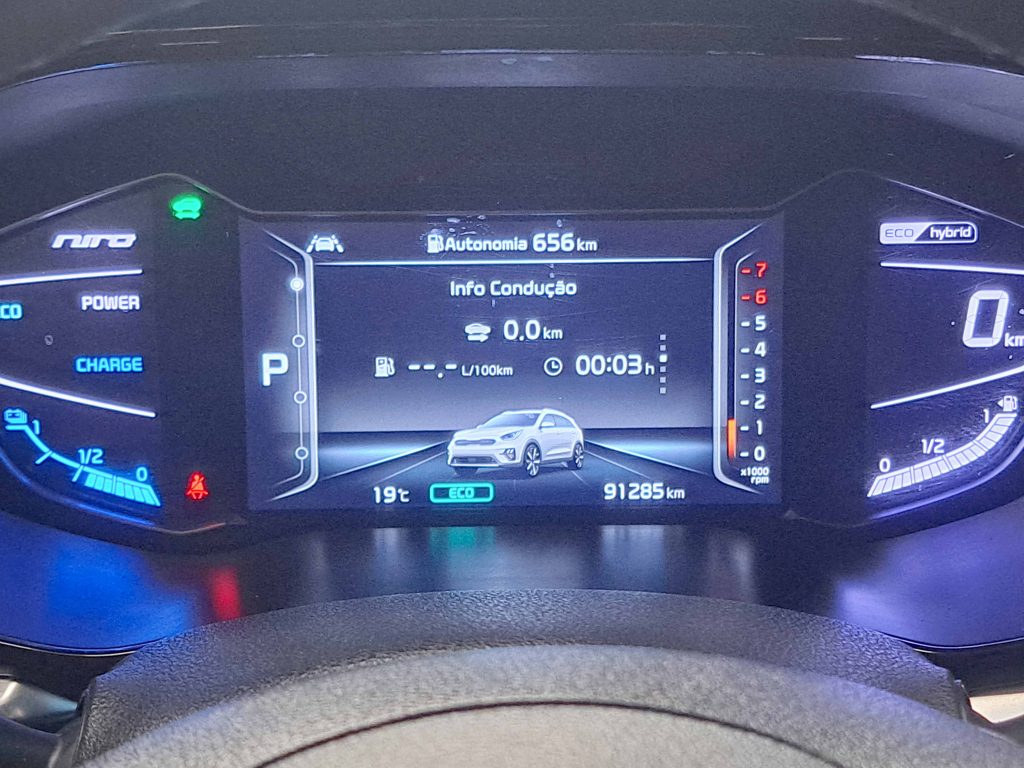 NIRO
CO
POWER
CHARGE
1
1/2
0
Autonomia 656 km
Info Condução
0.0 km
--.- L/100km
00:03 h
P
19°c
ECO
91285 km
7
6
5
4
3
2
1
0
x1000
rpm
ECO hybrid
0
km
1
1/2
0